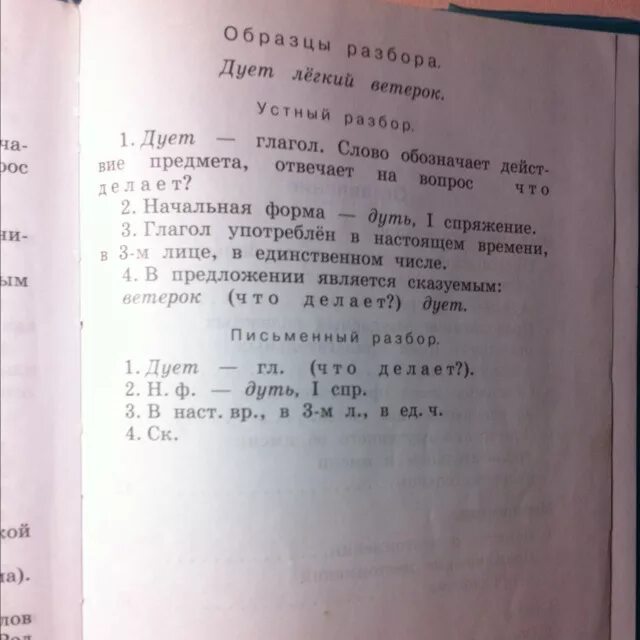 Образцы разбора.
Дует лёгкий ветерок.
Устный разбор.
1. Дует — глагол. Слово обозначает дейст-
вие предмета, отвечает на вопрос что
делает?
2. Начальная форма — дуть, I спряжение.
3. Глагол употреблён в настоящем времени,
в 3-м лице, в единственном числе.
4. В предложении является сказуемым:
ветерок (что делает?) дует.
Письменный разбор.
1. Дует — гл. (что делает?).
2. Н. ф. — дуть, I спр.
3. В наст. вр., в 3-м л., в ед. ч.
4. Ск.